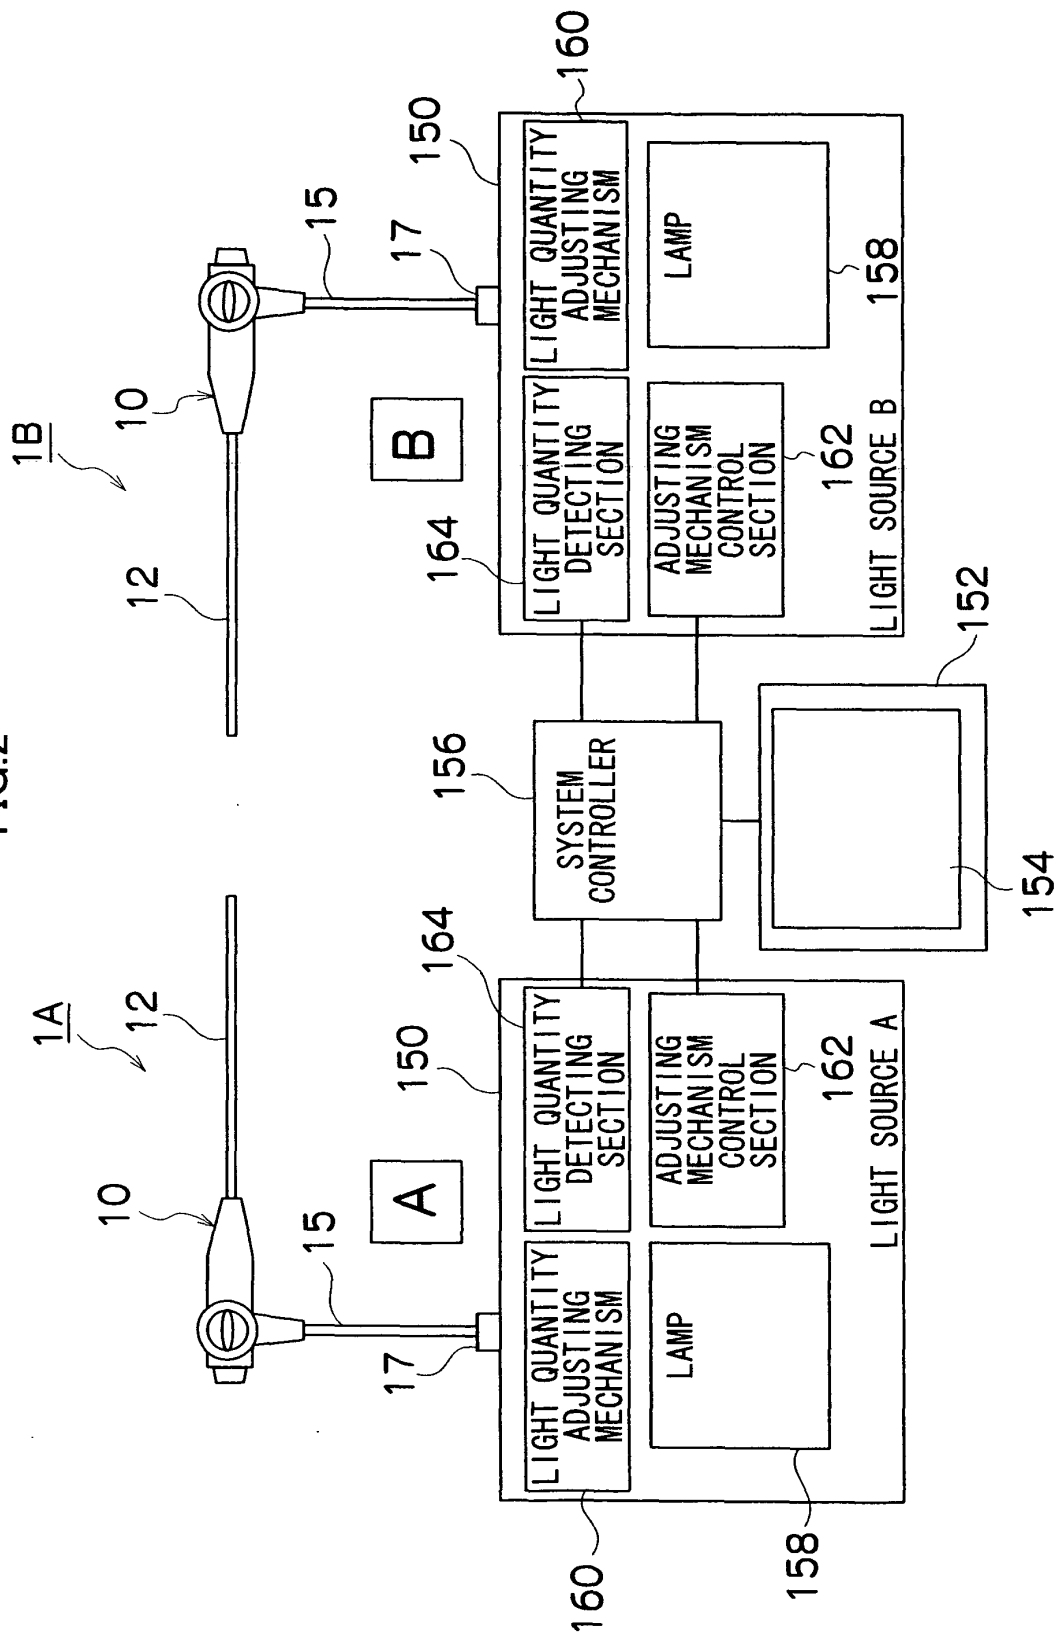 FIG.2
1A
1B
10
12
12
10
15
15
17
17
A
B
150
164
156
164
150
160
LIGHT QUANTITY
ADJUSTING
MECHANISM
LIGHT QUANTITY
DETECTING
SECTION
SYSTEM
CONTROLLER
LIGHT QUANTITY
DETECTING
SECTION
LIGHT QUANTITY
ADJUSTING
MECHANISM
160
LAMP
ADJUSTING
MECHANISM
CONTROL
SECTION
ADJUSTING
MECHANISM
CONTROL
SECTION
LAMP
158
162
162
158
LIGHT SOURCE A
LIGHT SOURCE B
152
154